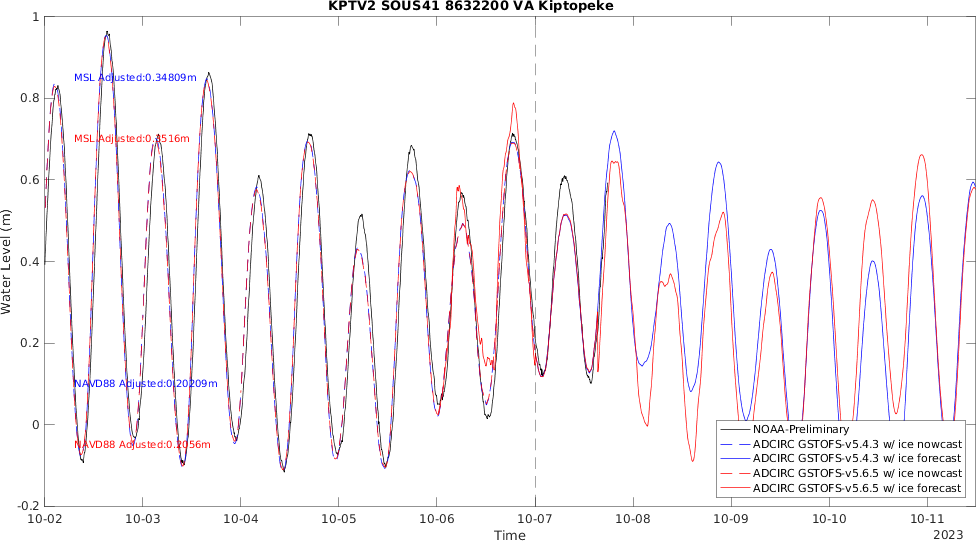 KPTV2 SOUS41 8632200 VA Kiptopeke
1
0.8
0.6
0.4
0.2
0
-0.2
Water Level (m)
MSL Adjusted:0.34809m
MSL Adjusted:0.3516m
NAVD88 Adjusted:0.20209m
NAVD88 Adjusted:0.2056m
NOAA-Preliminary
ADCIRC GSTOFS-v5.4.3 w/ ice nowcast
ADCIRC GSTOFS-v5.4.3 w/ ice forecast
ADCIRC GSTOFS-v5.6.5 w/ ice nowcast
ADCIRC GSTOFS-v5.6.5 w/ ice forecast
10-02 10-03 10-04 10-05 10-06 10-07 10-08 10-09 10-10 10-11
Time
2023